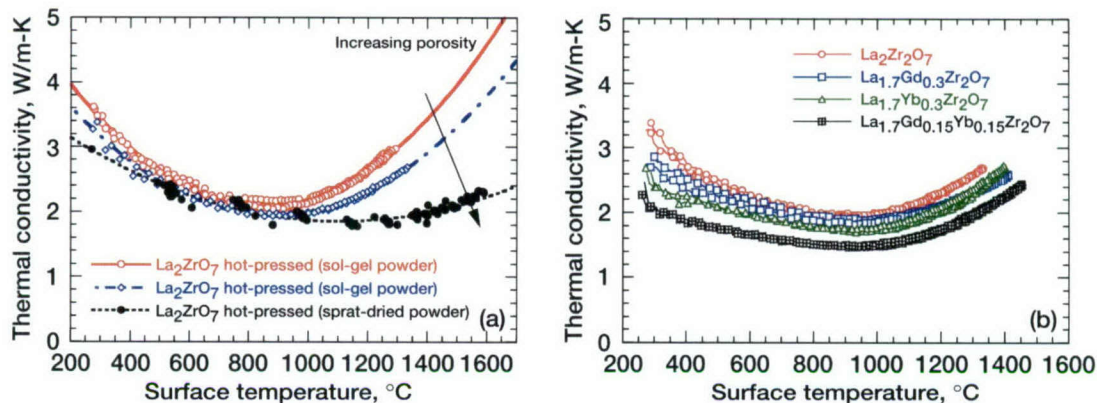 5
4
3
2
1
0
Thermal conductivity, W/m-K
Increasing porosity
La2ZrO7 hot-pressed (sol-gel powder)
La2ZrO7 hot-pressed (sol-gel powder)
La2ZrO7 hot-pressed (sprat-dried powder)
(a)
200 400 600 800 1000 1200 1400 1600
Surface temperature, °C
5
4
3
2
1
0
Thermal conductivity, W/m-K
La2Zr2O7
La1.7Gd0.3Zr2O7
La1.7Yb0.3Zr2O7
La1.7Gd0.15Yb0.15Zr2O7
(b)
200 400 600 800 1000 1200 1400 1600
Surface temperature, °C